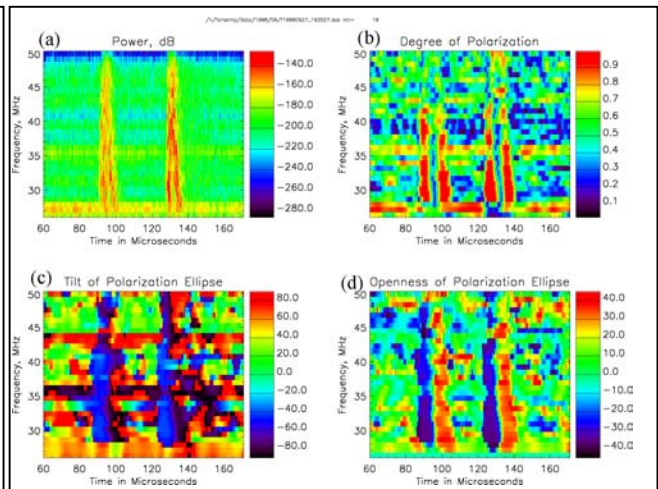 (a)
Power, dB
50
45
40
35
30
Frequency, MHz
60 80 100 120 140 160
Time in Microseconds
-140.0
-160.0
-180.0
-200.0
-220.0
-240.0
-260.0
-280.0
(b)
Degree of Polarization
50
45
40
35
30
Frequency, MHz
60 80 100 120 140 160
Time in Microseconds
0.9
0.8
0.7
0.6
0.5
0.4
0.3
0.2
0.1
(c)
Tilt of Polarization Ellipse
50
45
40
35
30
Frequency, MHz
60 80 100 120 140 160
Time in Microseconds
80.0
60.0
40.0
20.0
0.0
-20.0
-40.0
-60.0
-80.0
(d)
Openness of Polarization Ellipse
50
45
40
35
30
Frequency, MHz
60 80 100 120 140 160
Time in Microseconds
40.0
30.0
20.0
10.0
0.0
-10.0
-20.0
-30.0
-40.0